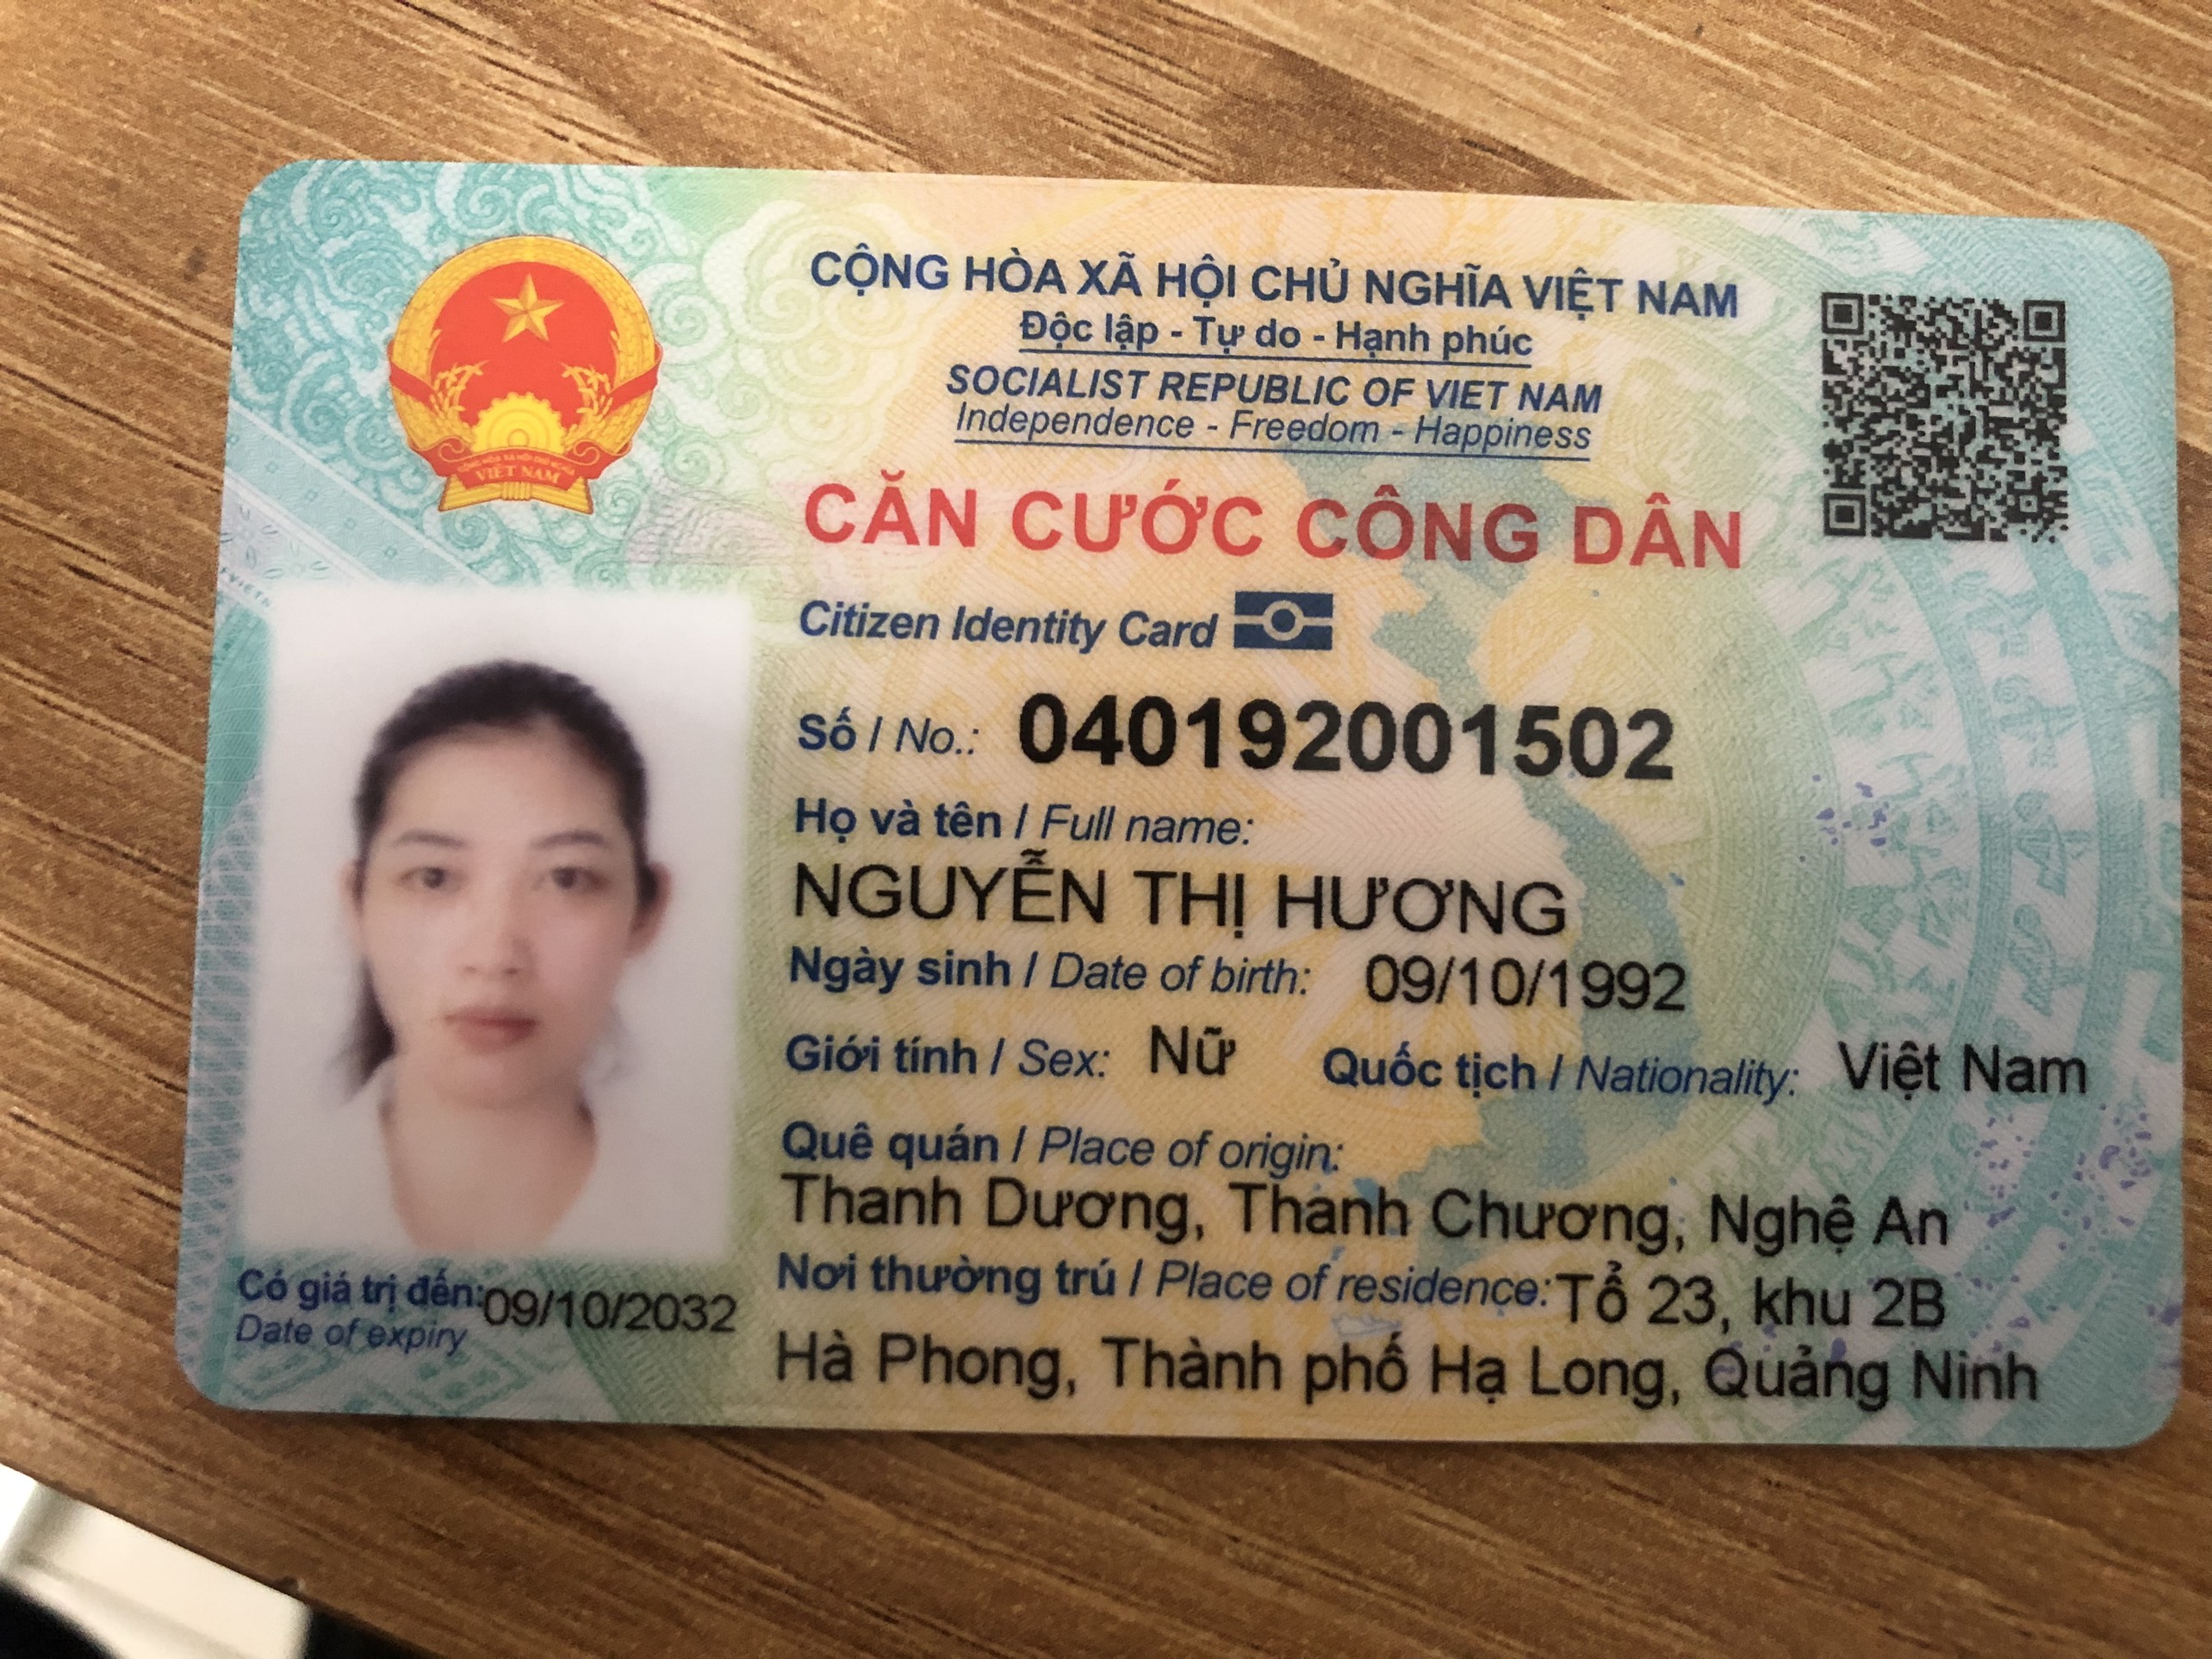 CỘNG HÒA XÃ HỘI CHỦ NGHĨA VIỆT NAM
Độc lập - Tự do - Hạnh phúc
SOCIALIST REPUBLIC OF VIET NAM
Independence - Freedom - Happiness
CỘNG HÒA XÃ HỘI CHỦ NGHĨA
VIỆT NAM
CĂN CƯỚC CÔNG DÂN
Citizen Identity Card
Số / No.: 040192001502
Họ và tên / Full name:
NGUYỄN THỊ HƯƠNG
Ngày sinh / Date of birth: 09/10/1992
Giới tính / Sex: Nữ Quốc tịch / Nationality: Việt Nam
Quê quán / Place of origin:
Thanh Dương, Thanh Chương, Nghệ An
Nơi thường trú / Place of residence: Tổ 23, khu 2B
Hà Phong, Thành phố Hạ Long, Quảng Ninh
Có giá trị đến: 09/10/2032
Date of expiry